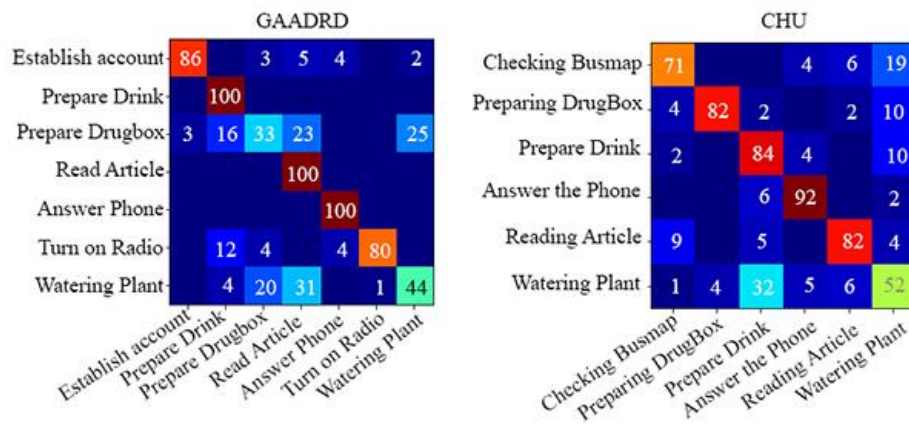 GAADRD
Establish account 86 3 5 4 2
Prepare Drink 100
Prepare Drugbox 3 16 33 23 25
Read Article 100
Answer Phone 100
Turn on Radio 12 4 4 80
Watering Plant 4 20 31 1 44
Establish account
Prepare Drink
Prepare Drugbox
Read Article
Answer Phone
Turn on Radio
Watering Plant
CHU
Checking Busmap 71 4 6 19
Preparing DrugBox 4 82 2 2 10
Prepare Drink 2 84 4 10
Answer the Phone 6 92 2
Reading Article 9 5 82 4
Watering Plant 1 4 32 5 6 52
Checking Busmap
Preparing DrugBox
Prepare Drink
Answer the Phone
Reading Article
Watering Plant